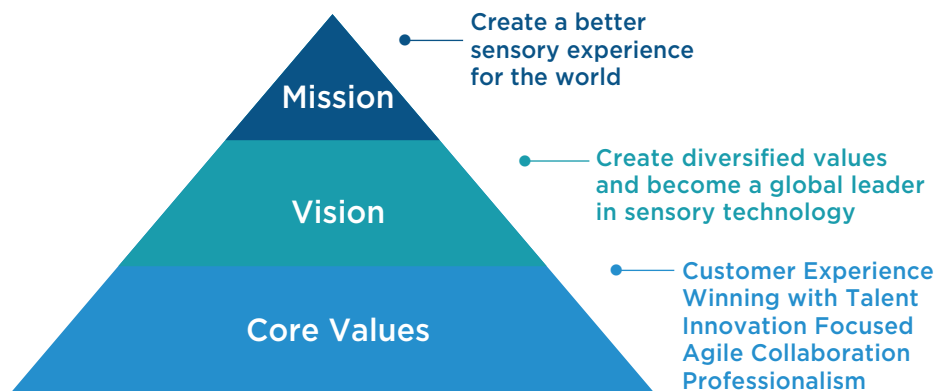 Create a better
sensory experience
for the world
Mission
Create diversified values
and become a global leader
in sensory technology
Vision
Customer Experience
Winning with Talent
Innovation Focused
Agile Collaboration
Professionalism
Core Values